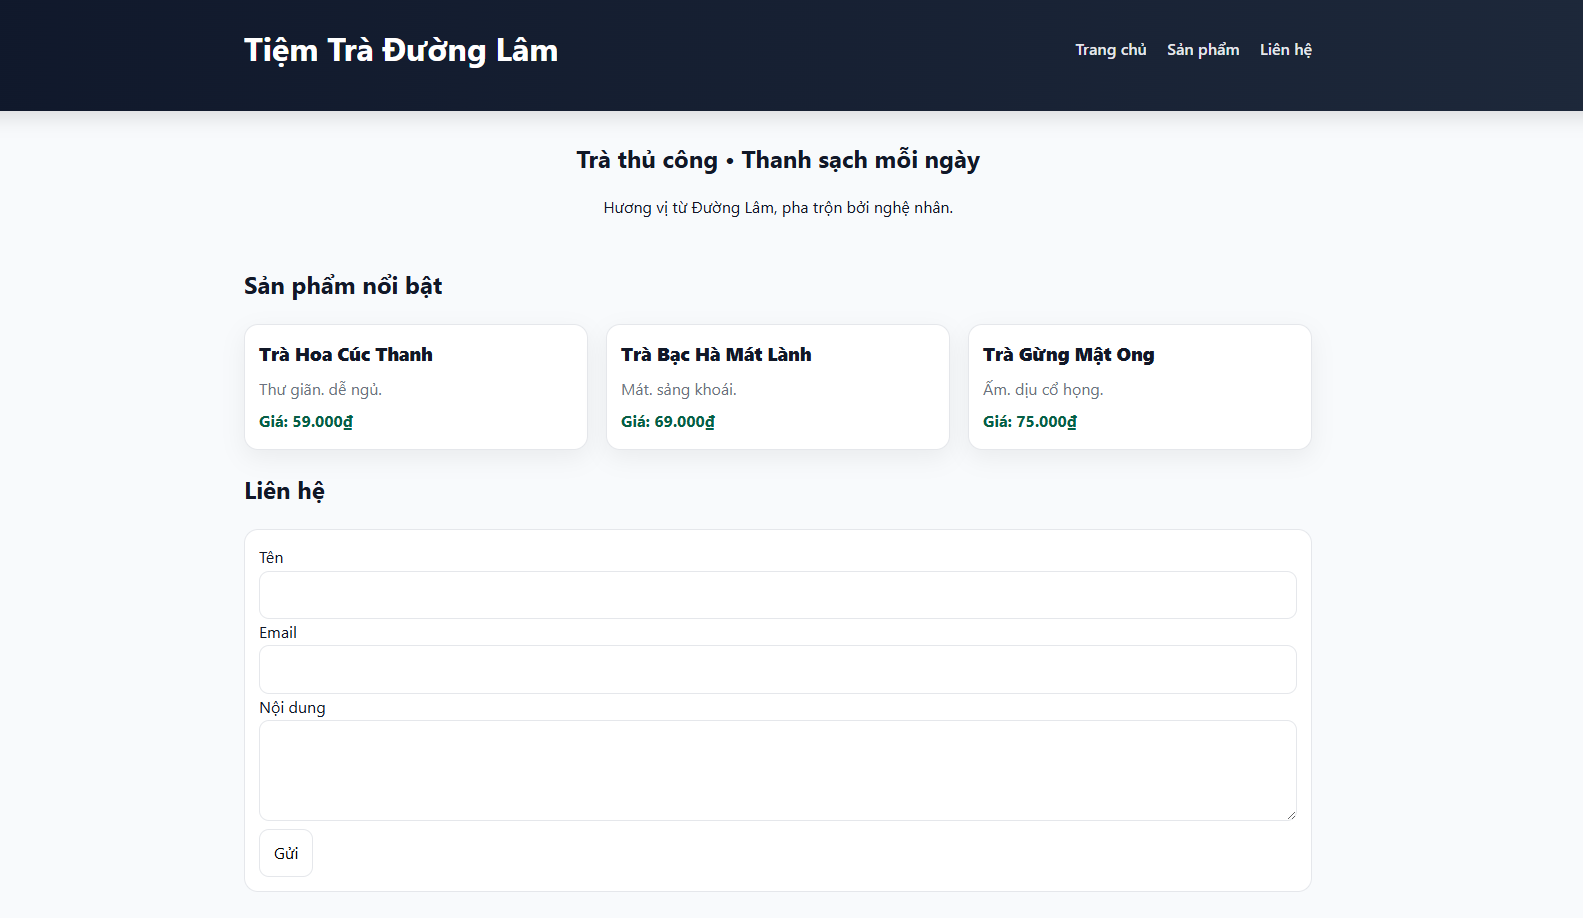 Tiệm Trà Đường Lâm
Trang chủ Sản phẩm Liên hệ
Trà thủ công • Thanh sạch mỗi ngày
Hương vị từ Đường Lâm, pha trộn bởi nghệ nhân.
Sản phẩm nổi bật
Trà Hoa Cúc Thanh
Thư giãn. dễ ngủ.
Giá: 59.000₫
Trà Bạc Hà Mát Lành
Mát. sảng khoái.
Giá: 69.000₫
Trà Gừng Mật Ong
Ấm. dịu cổ họng.
Giá: 75.000₫
Liên hệ
Tên
Email
Nội dung
Gửi